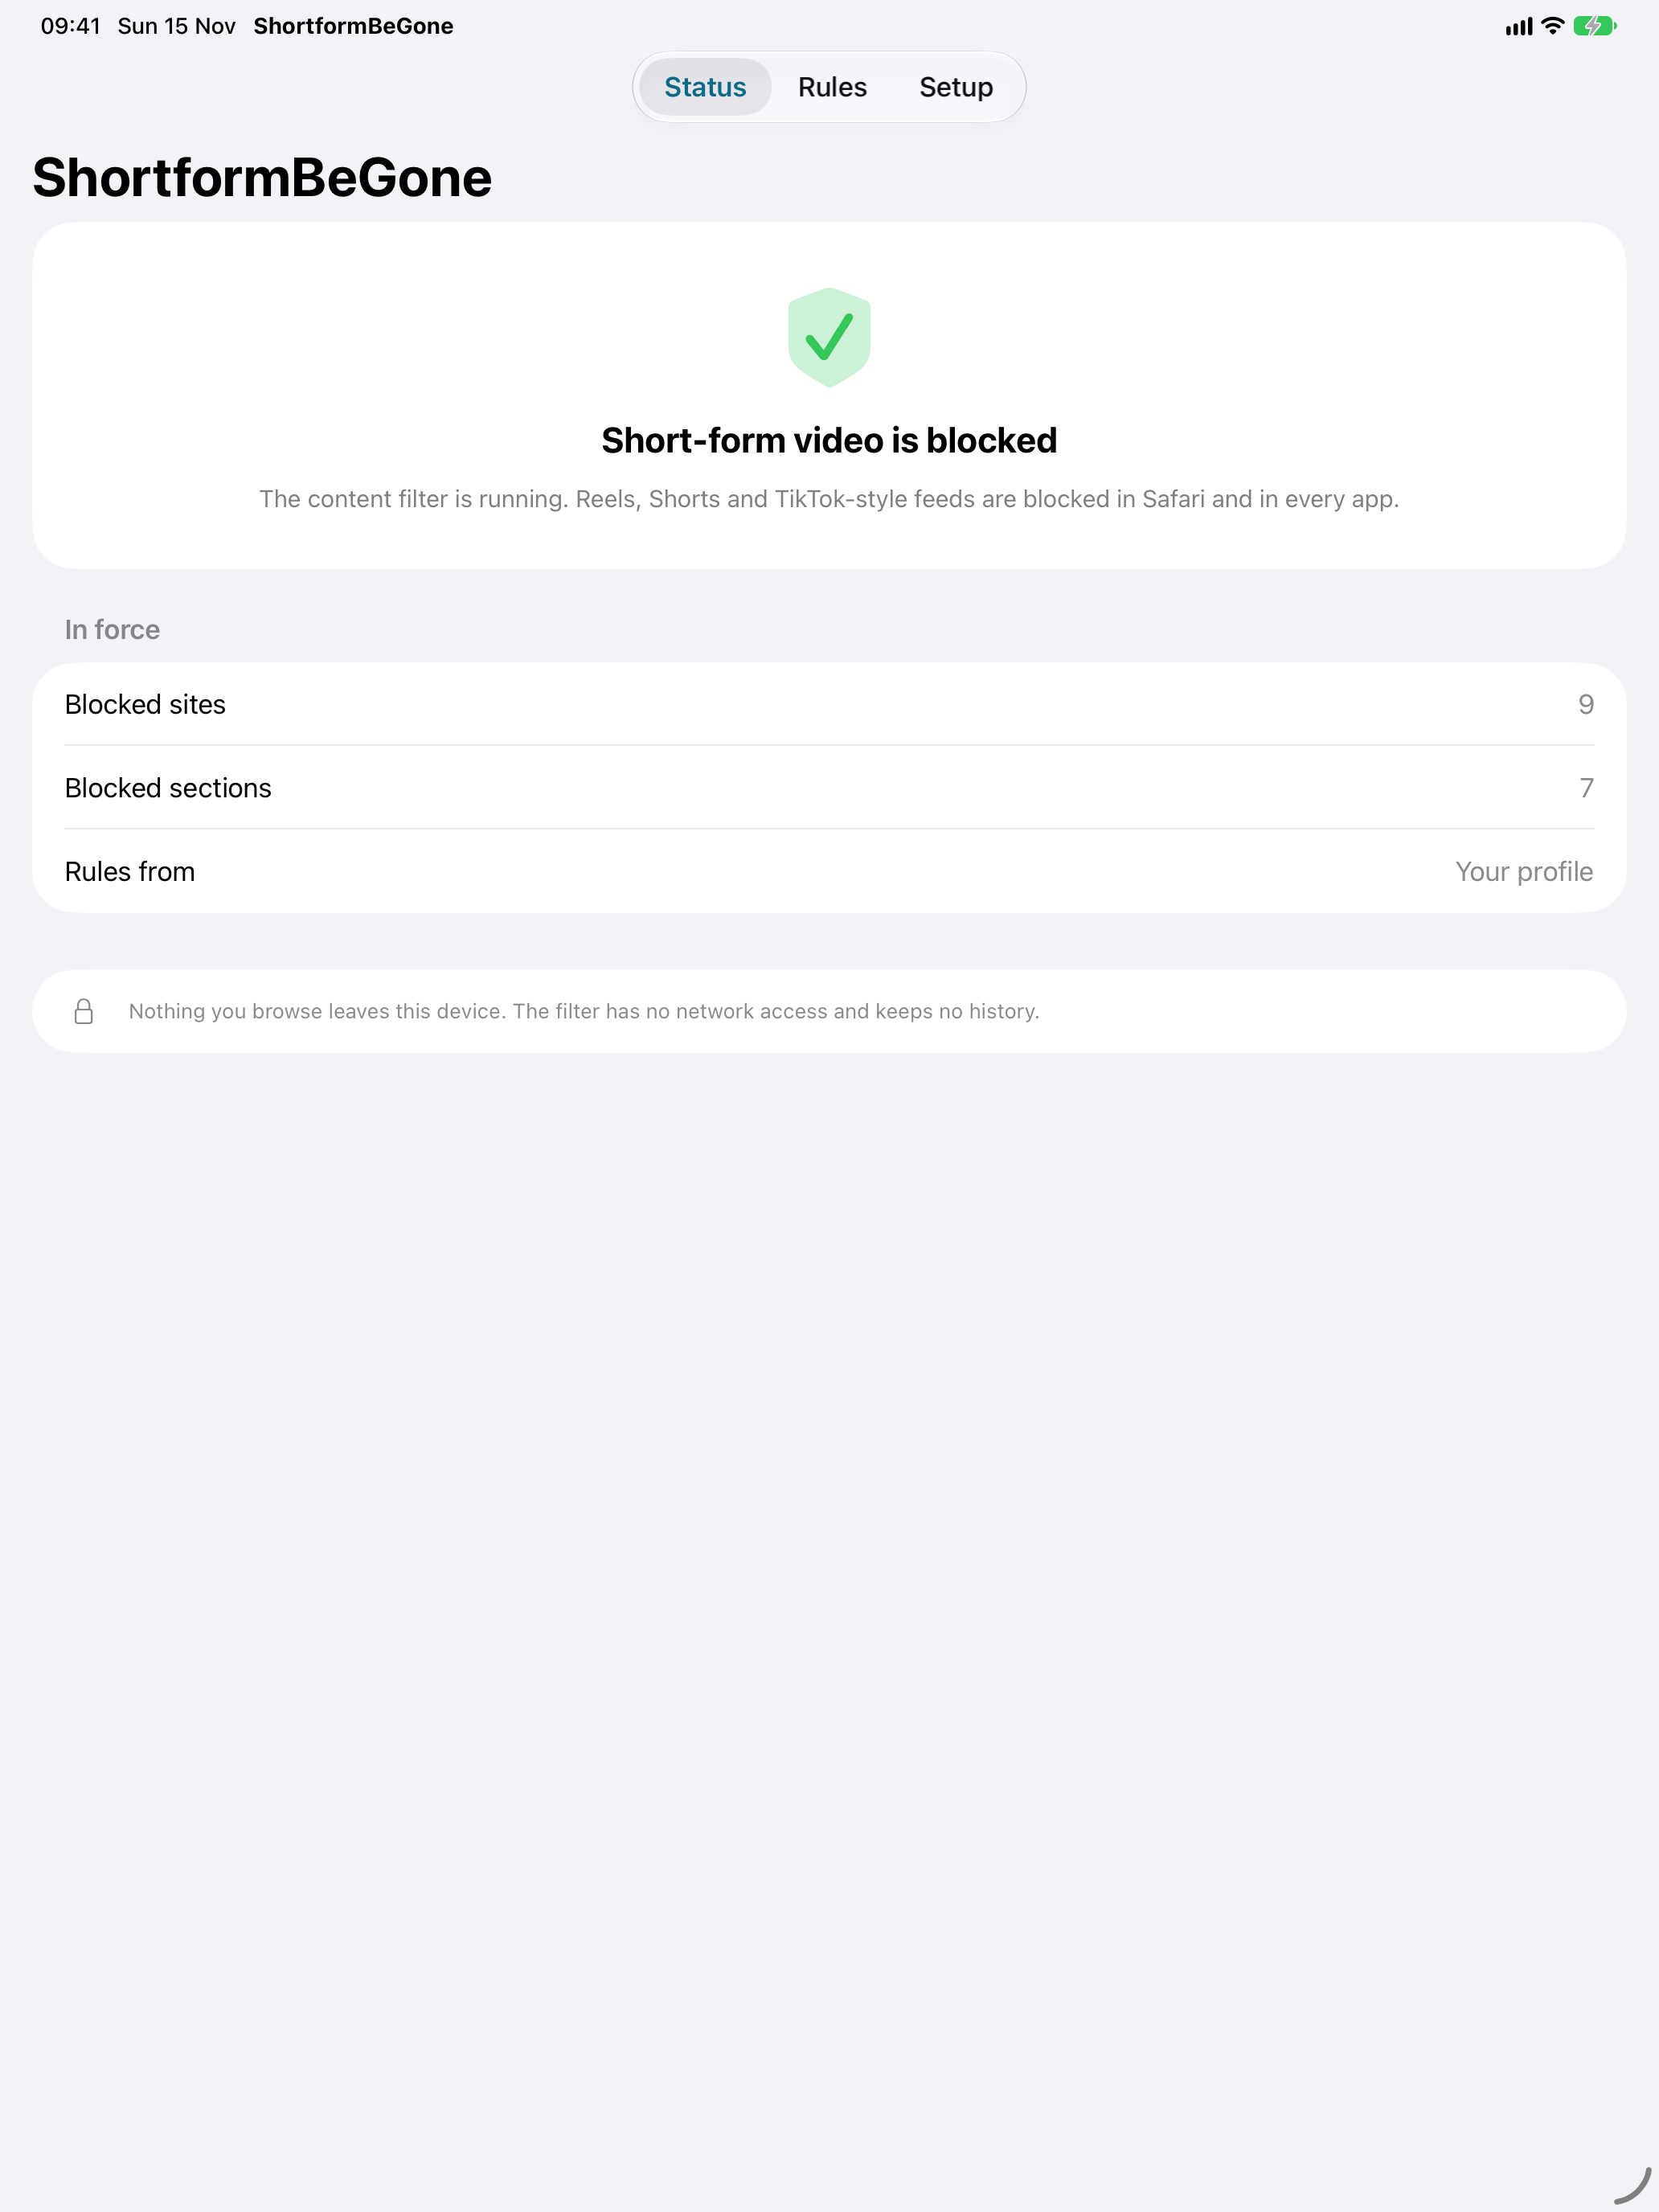 09:41 Sun 15 Nov ShortformBeGone
Status Rules Setup
ShortformBeGone
Short-form video is blocked
The content filter is running. Reels, Shorts and TikTok-style feeds are blocked in Safari and in every app.
In force
Blocked sites 9
Blocked sections 7
Rules from Your profile
Nothing you browse leaves this device. The filter has no network access and keeps no history.